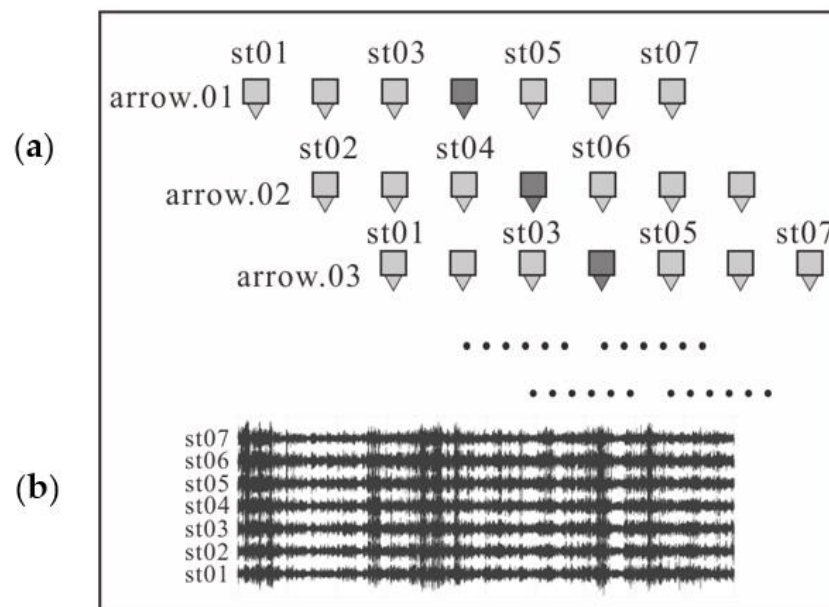 st01 st03 st05 st07
arrow.01
(a)
st02 st04 st06
arrow.02
st01 st03 st05 st07
arrow.03
(b)
st07
st06
st05
st04
st03
st02
st01